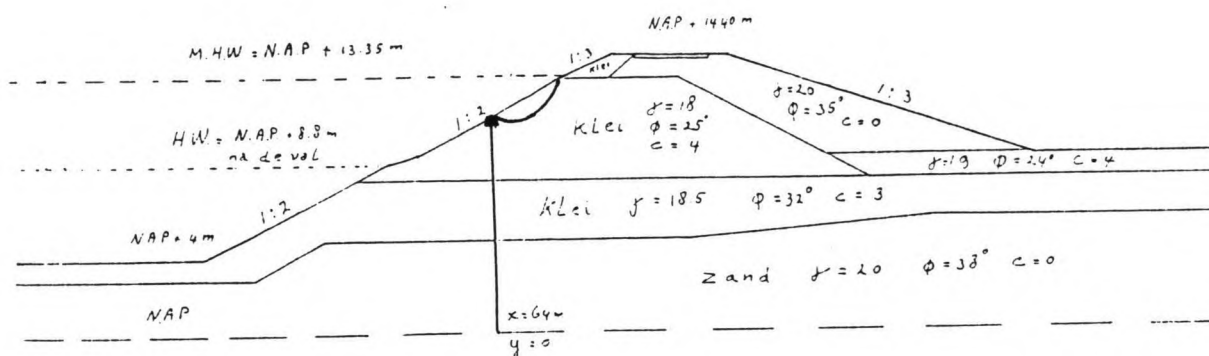 N.A.P + 14.40 m
M.H.W = N.A.P + 13.35 m
1:3
klei
1:2
γ=20
φ=35°
c=0
1:3
γ=18
Klei φ=25°
c=4
H.W. = N.A.P + 8.8 m
na de val
γ=19 φ=24° c=4
1:2
Klei γ=18.5 φ=32° c=3
N.A.P + 4 m
Zand γ=20 φ=33° c=0
N.A.P
x=64m
y=0